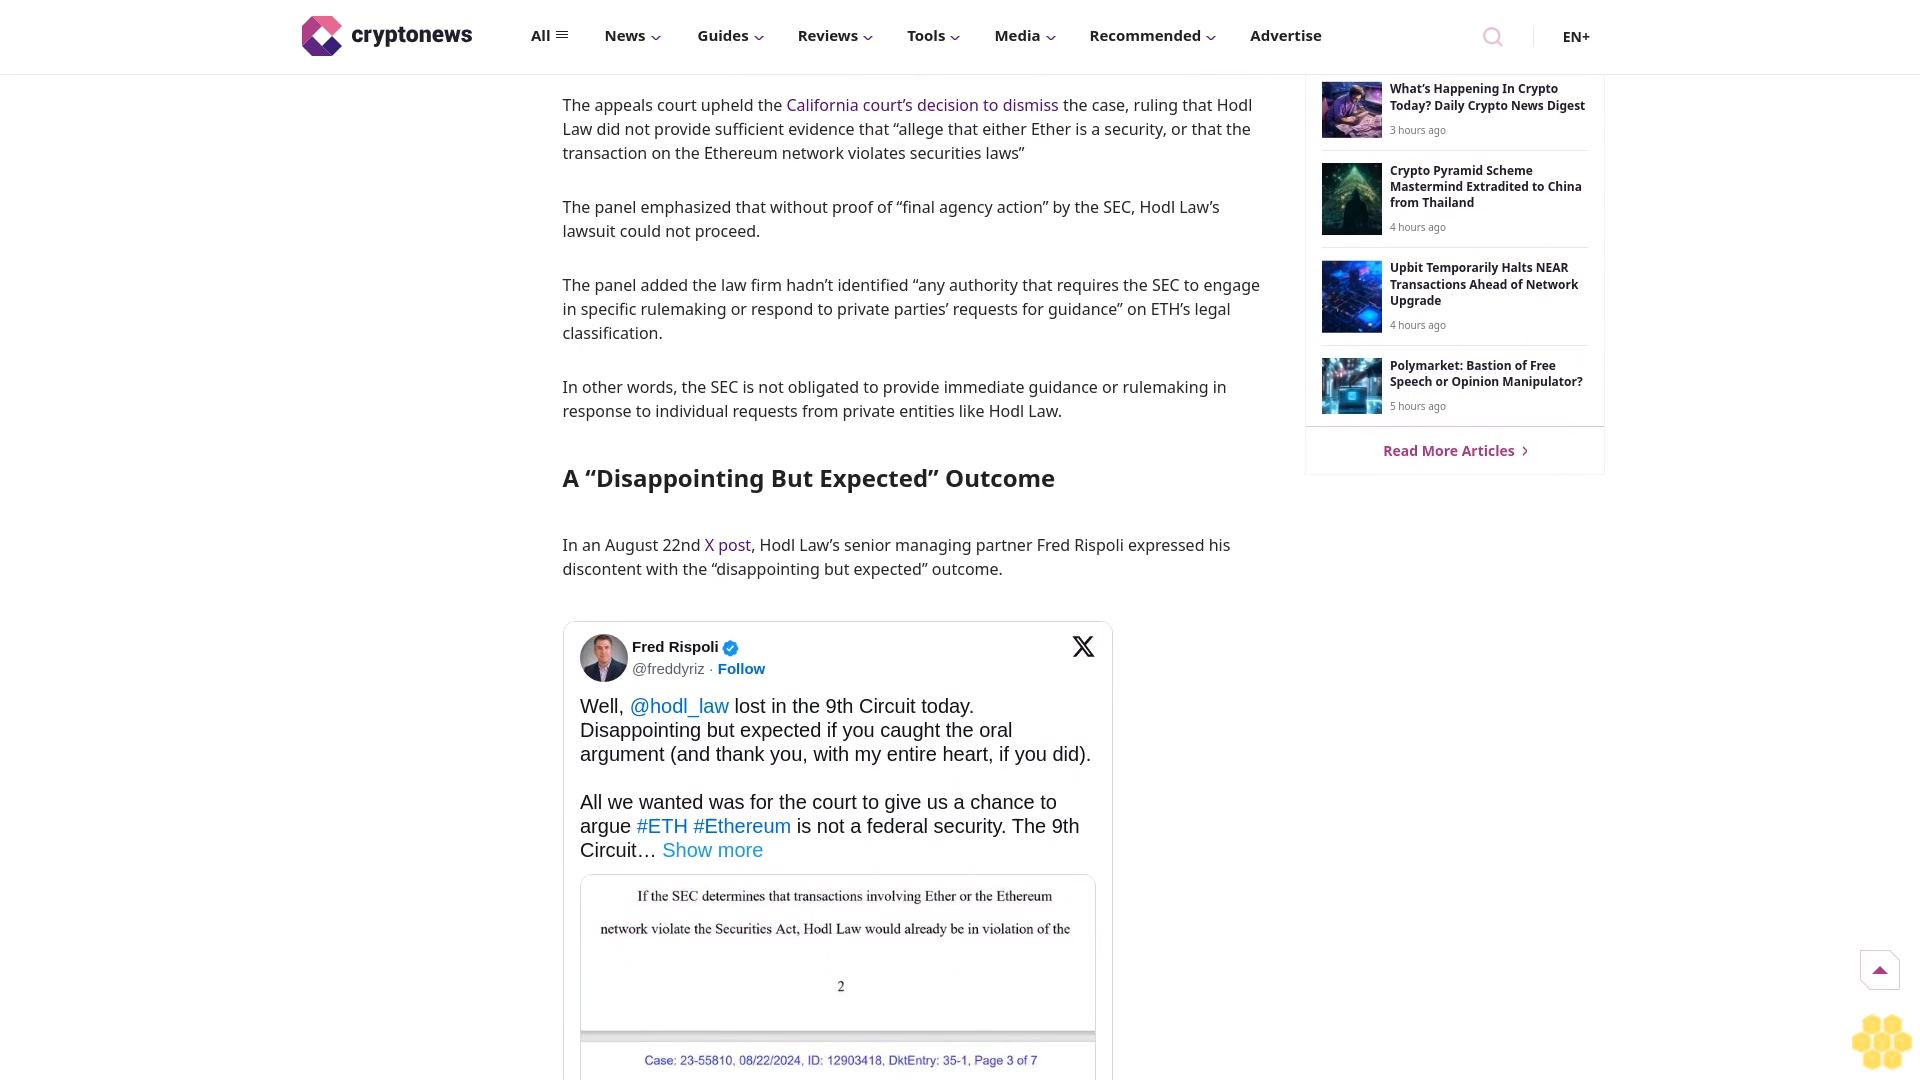 cryptonews
All
News
Guides
Reviews
Tools
Media
Recommended
Advertise
EN+
The appeals court upheld the California court’s decision to dismiss the case, ruling that Hodl
Law did not provide sufficient evidence that “allege that either Ether is a security, or that the
transaction on the Ethereum network violates securities laws”
The panel emphasized that without proof of “final agency action” by the SEC, Hodl Law’s
lawsuit could not proceed.
The panel added the law firm hadn’t identified “any authority that requires the SEC to engage
in specific rulemaking or respond to private parties’ requests for guidance” on ETH’s legal
classification.
In other words, the SEC is not obligated to provide immediate guidance or rulemaking in
response to individual requests from private entities like Hodl Law.
A “Disappointing But Expected” Outcome
In an August 22nd X post, Hodl Law’s senior managing partner Fred Rispoli expressed his
discontent with the “disappointing but expected” outcome.
Fred Rispoli
@freddyriz · Follow
Well, @hodl_law lost in the 9th Circuit today.
Disappointing but expected if you caught the oral
argument (and thank you, with my entire heart, if you did).
All we wanted was for the court to give us a chance to
argue #ETH #Ethereum is not a federal security. The 9th
Circuit… Show more
If the SEC determines that transactions involving Ether or the Ethereum
network violate the Securities Act, Hodl Law would already be in violation of the
2
Case: 23-55810, 08/22/2024, ID: 12903418, DktEntry: 35-1, Page 3 of 7
What’s Happening In Crypto
Today? Daily Crypto News Digest
3 hours ago
Crypto Pyramid Scheme
Mastermind Extradited to China
from Thailand
4 hours ago
Upbit Temporarily Halts NEAR
Transactions Ahead of Network
Upgrade
4 hours ago
Polymarket: Bastion of Free
Speech or Opinion Manipulator?
5 hours ago
Read More Articles